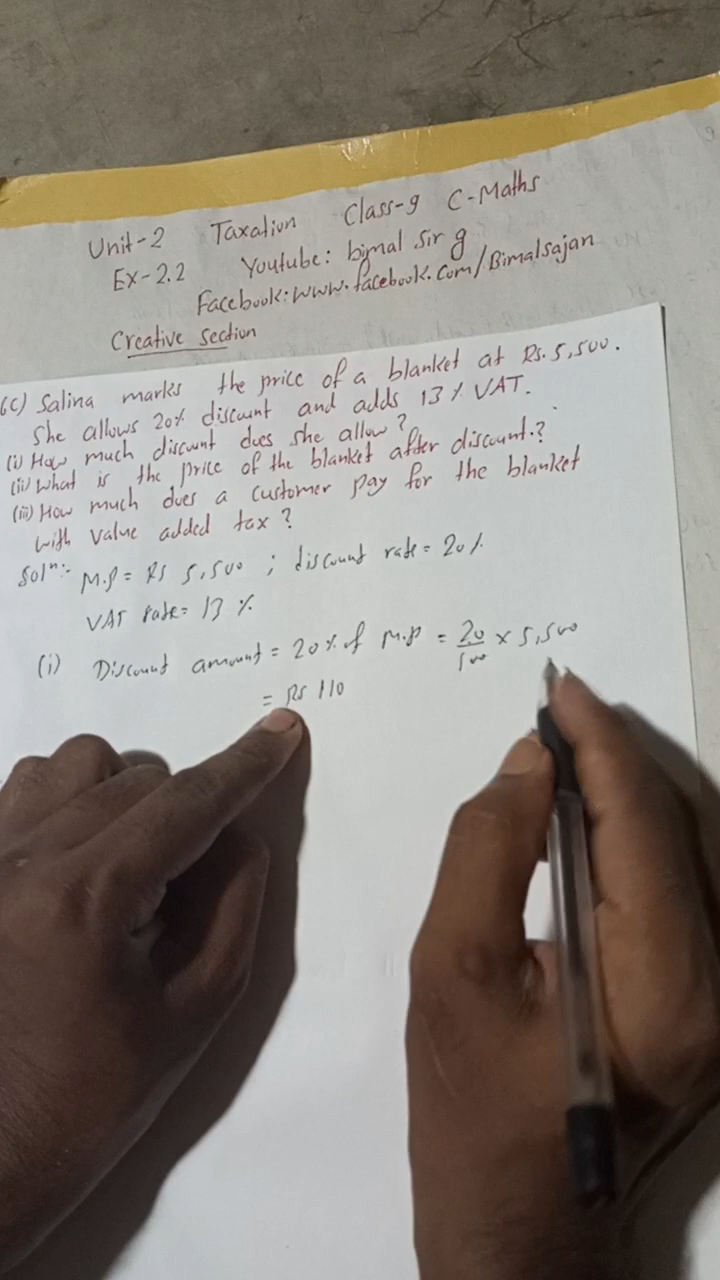 Unit-2 Taxation Class-9 C-Maths
Ex-2.2 Youtube: bimal sir g
Facebook: www.facebook.com/Bimalsajan
Creative section
6C) Salina marks the price of a blanket at Rs. 5,500.
She allows 20% discount and adds 13% VAT.
(i) How much discount does she allow?
(ii) What is the price of the blanket after discount.?
(iii) How much does a customer pay for the blanket
with value added tax?
Solⁿ:- M.P = RS 5,500 ; discount rate = 20%
VAT rate = 13 %
(i) Discount amount = 20% of M.P = 20/100 × 5,500
= RS 110